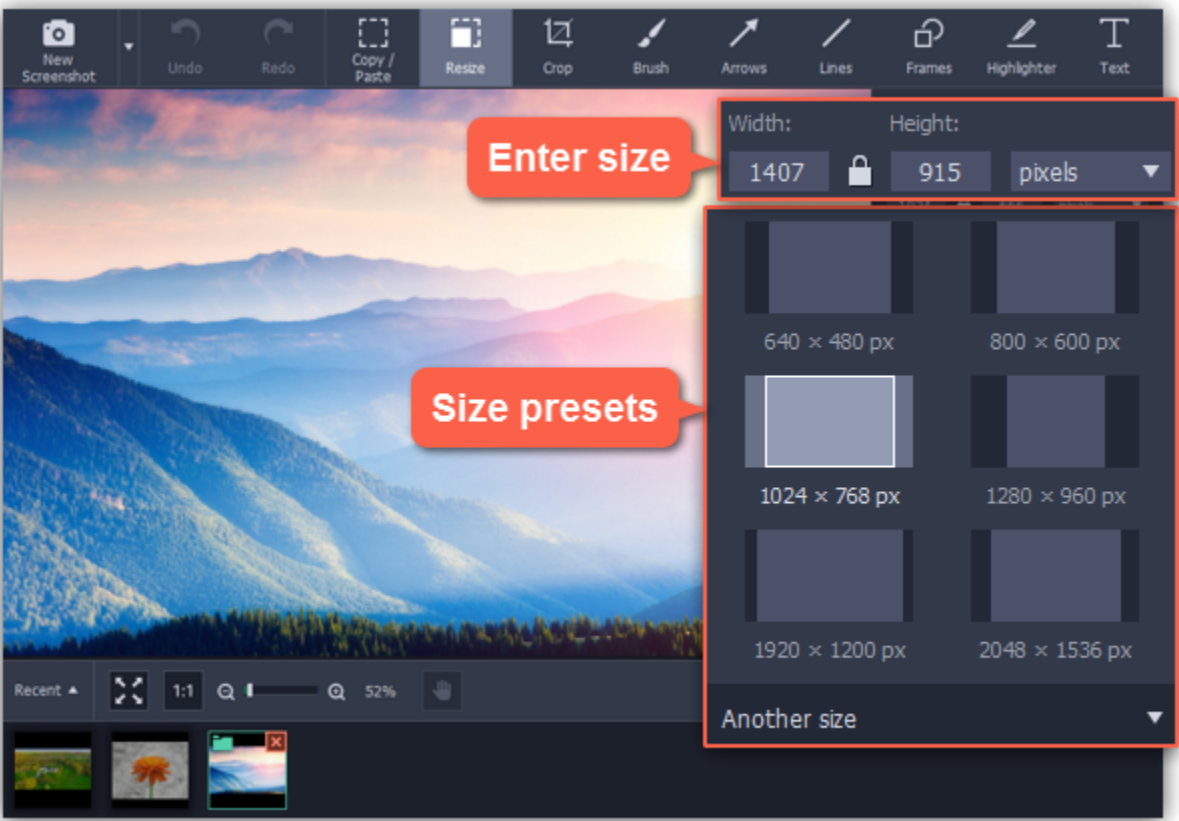 New
Screenshot
Undo
Redo
Copy /
Paste
Resize
Crop
Brush
Arrows
Lines
Frames
Highlighter
Text
Width:
Height:
Enter size
1407
915
pixels
640 × 480 px
800 × 600 px
Size presets
1024 × 768 px
1280 × 960 px
1920 × 1200 px
2048 × 1536 px
Recent
1:1
52%
Another size